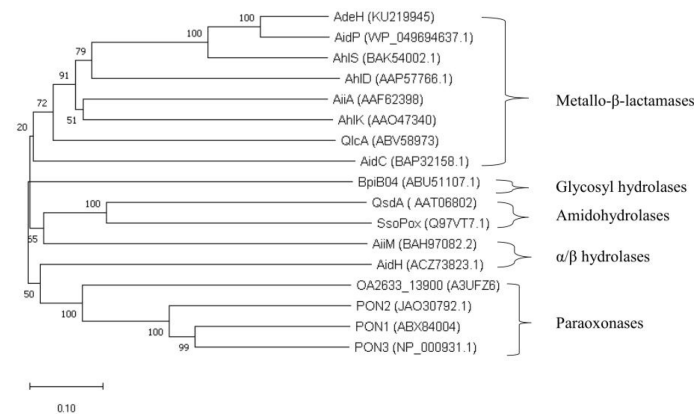 100
AdeH (KU219945)
100
AidP (WP_049694637.1)
79
AhlS (BAK54002.1)
91
AhlD (AAP57766.1)
72
AiiA (AAF62398)
51
AhlK (AAO47340)
20
QlcA (ABV58973)
AidC (BAP32158.1)
Metallo-β-lactamases
BpiB04 (ABU51107.1)
Glycosyl hydrolases
100
QsdA ( AAT06802)
SsoPox (Q97VT7.1)
Amidohydrolases
55
AiiM (BAH97082.2)
AidH (ACZ73823.1)
α/β hydrolases
50
OA2633_13900 (A3UFZ6)
100
PON2 (JAO30792.1)
100
PON1 (ABX84004)
99
PON3 (NP_000931.1)
Paraoxonases
0.10